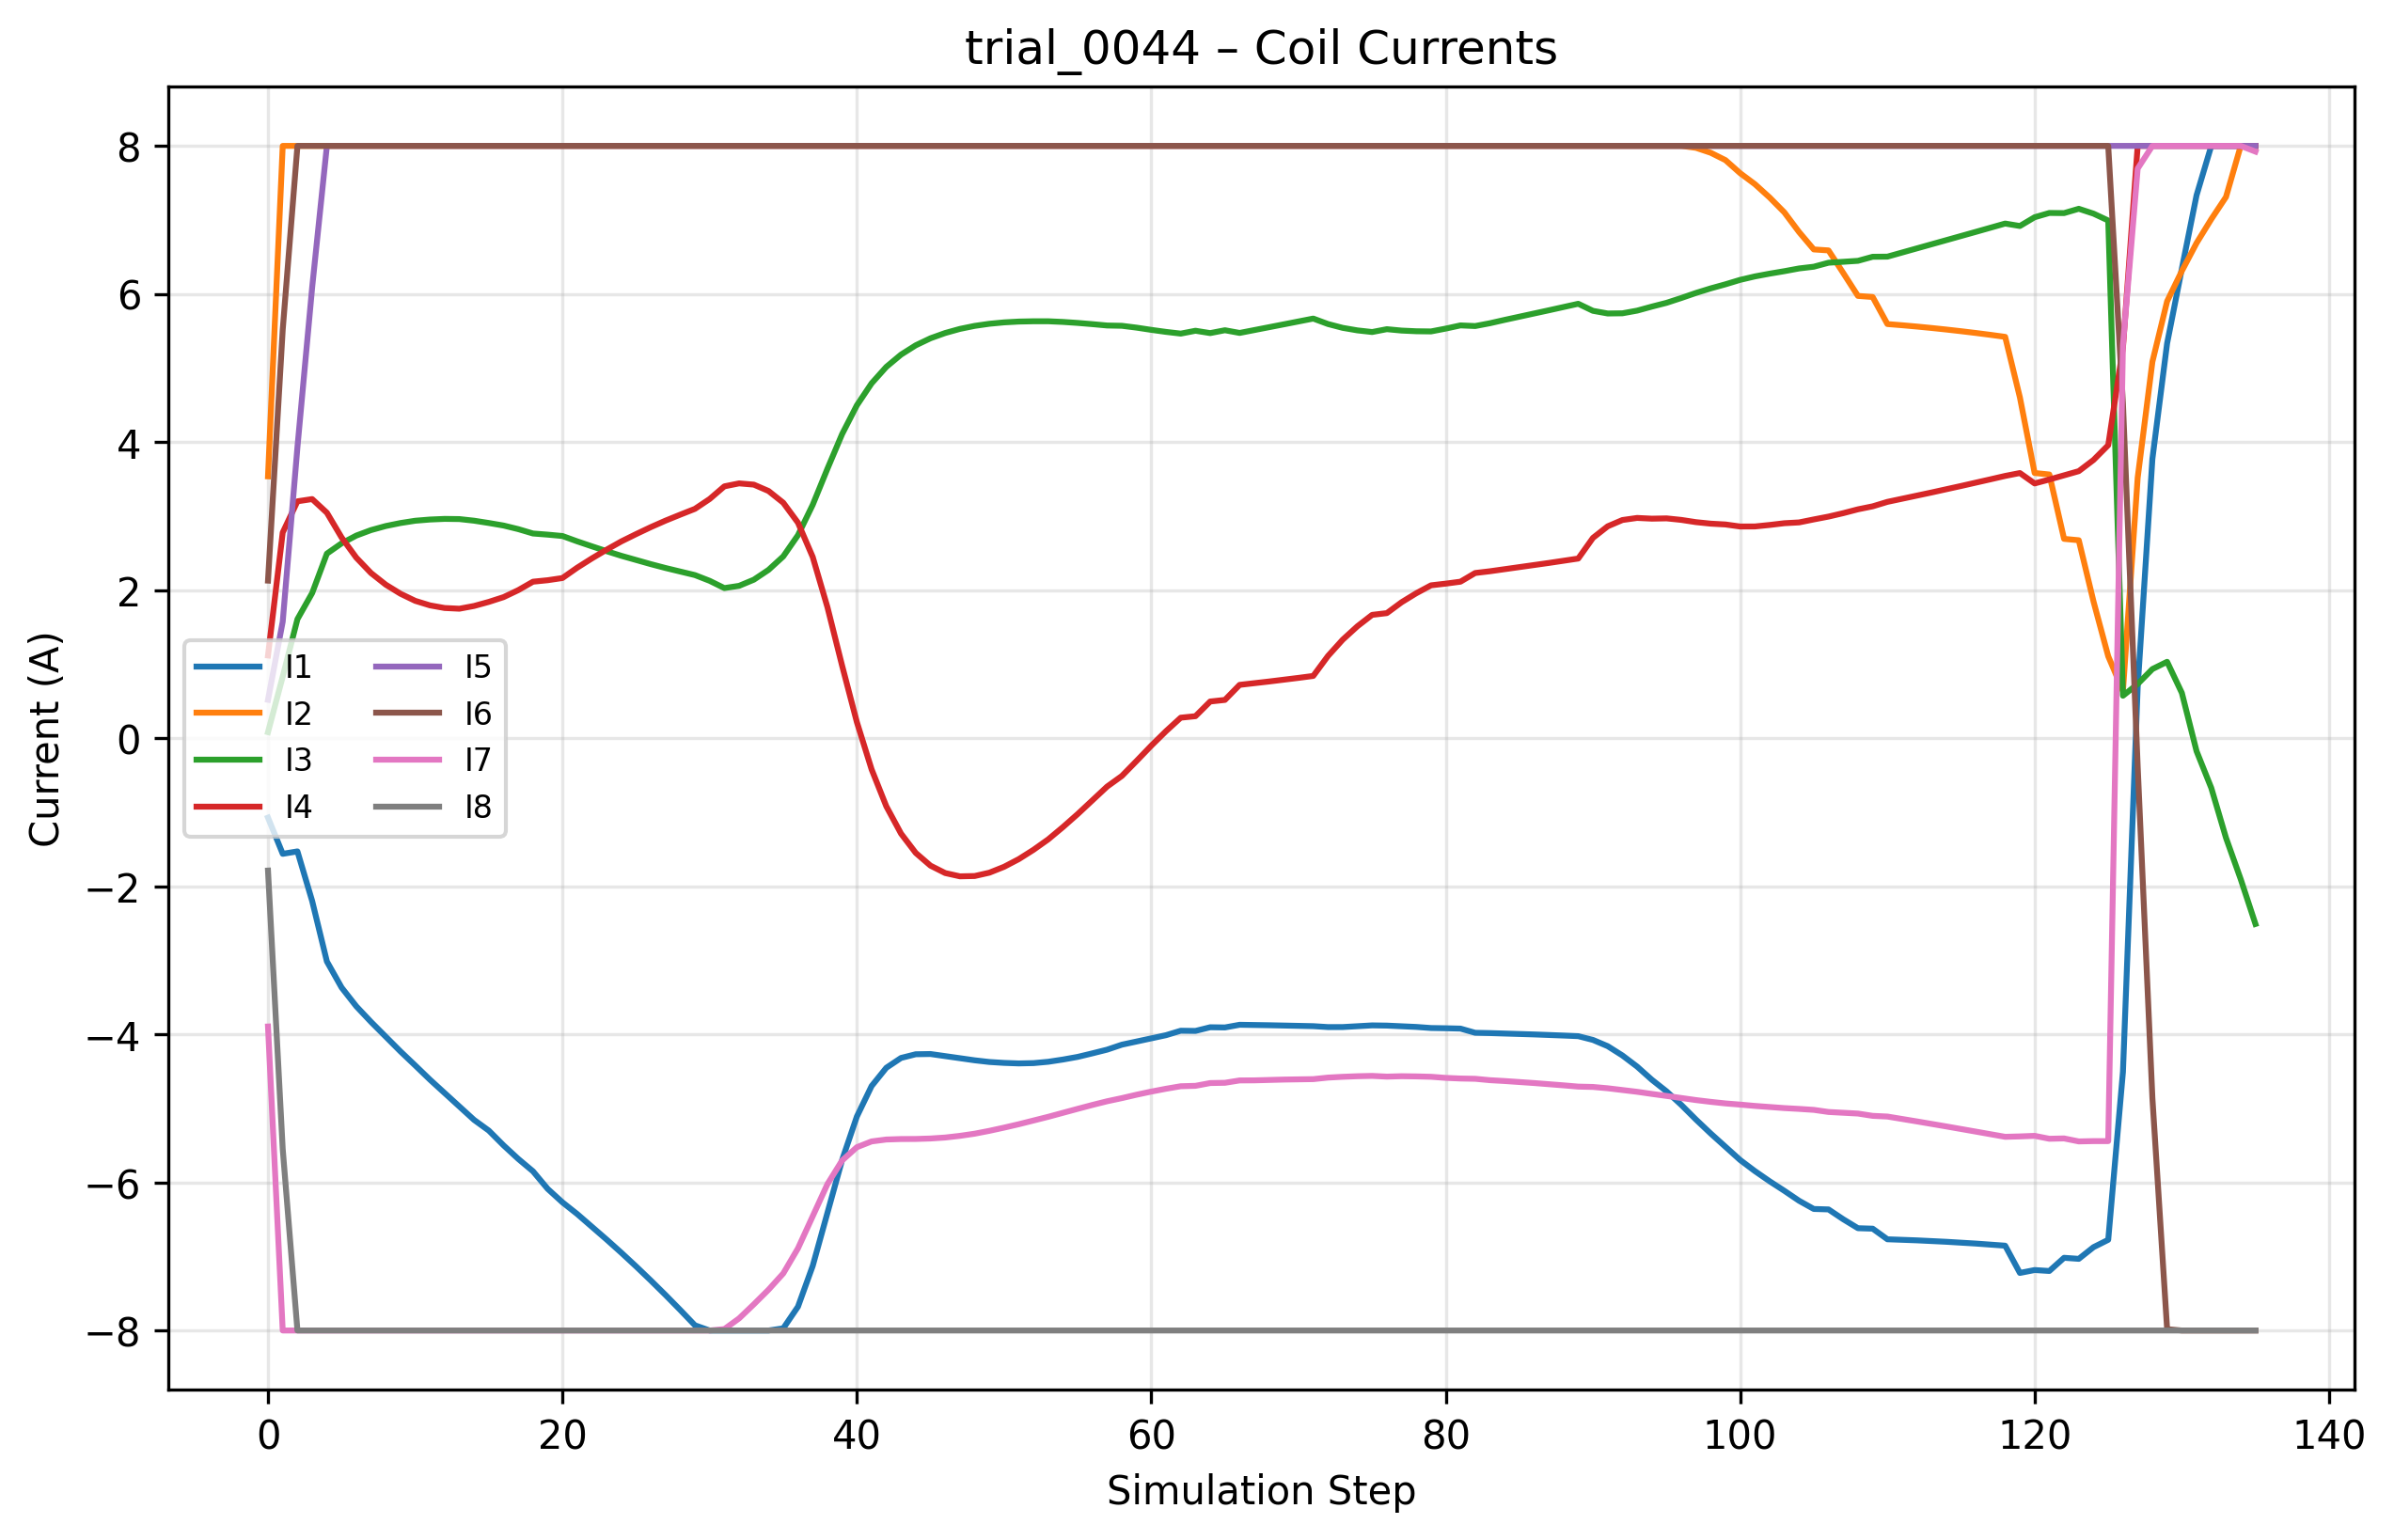 trial_0044 – Coil Currents
Current (A)
8
6
4
2
0
−2
−4
−6
−8
I1
I2
I3
I4
I5
I6
I7
I8
0 20 40 60 80 100 120 140
Simulation Step